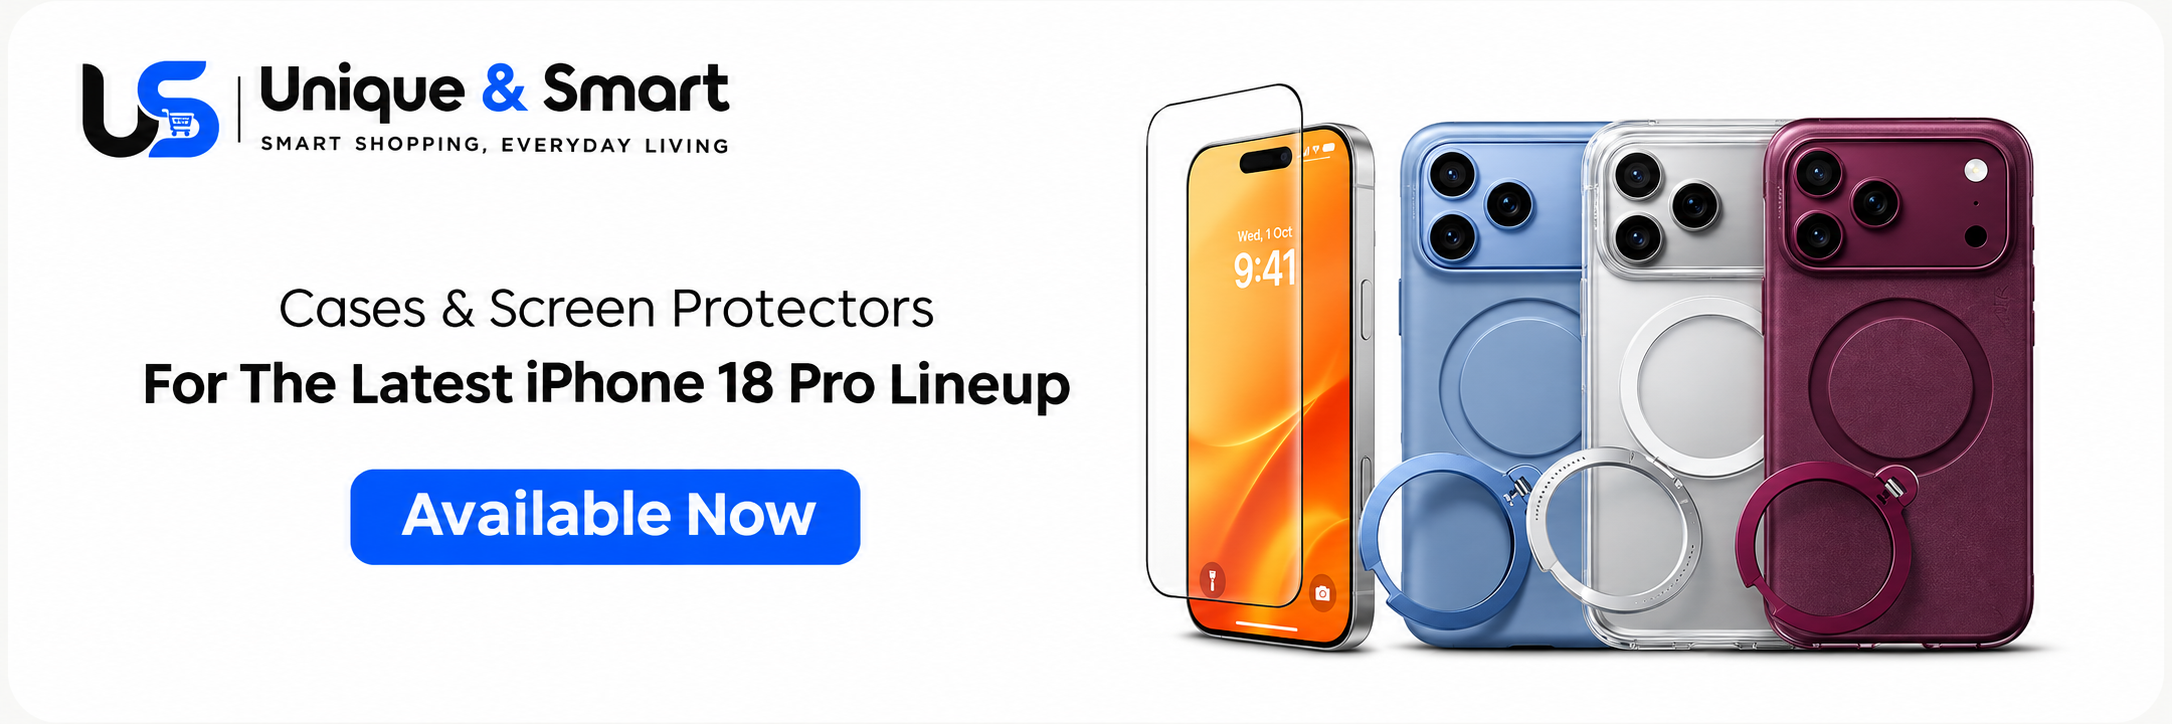 US
Unique & Smart
SMART SHOPPING, EVERYDAY LIVING
Cases & Screen Protectors
For The Latest iPhone 18 Pro Lineup
Available Now
Wed, 1 Oct
9:41